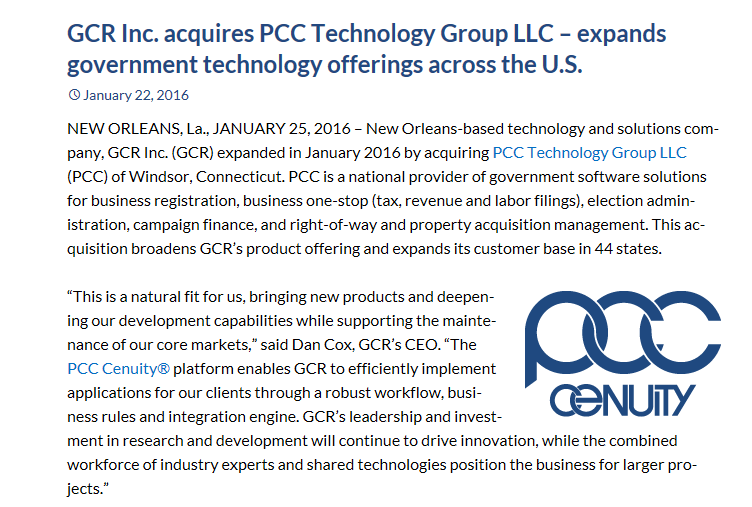 GCR Inc. acquires PCC Technology Group LLC – expands
government technology offerings across the U.S.
January 22, 2016
NEW ORLEANS, La., JANUARY 25, 2016 – New Orleans-based technology and solutions com-
pany, GCR Inc. (GCR) expanded in January 2016 by acquiring PCC Technology Group LLC
(PCC) of Windsor, Connecticut. PCC is a national provider of government software solutions
for business registration, business one-stop (tax, revenue and labor filings), election admin-
istration, campaign finance, and right-of-way and property acquisition management. This ac-
quisition broadens GCR’s product offering and expands its customer base in 44 states.
“This is a natural fit for us, bringing new products and deepen-
ing our development capabilities while supporting the mainte-
nance of our core markets,” said Dan Cox, GCR’s CEO. “The
PCC Cenuity® platform enables GCR to efficiently implement
applications for our clients through a robust workflow, busi-
ness rules and integration engine. GCR’s leadership and invest-
ment in research and development will continue to drive innovation, while the combined
workforce of industry experts and shared technologies position the business for larger pro-
jects.”
pcc
CENUITY